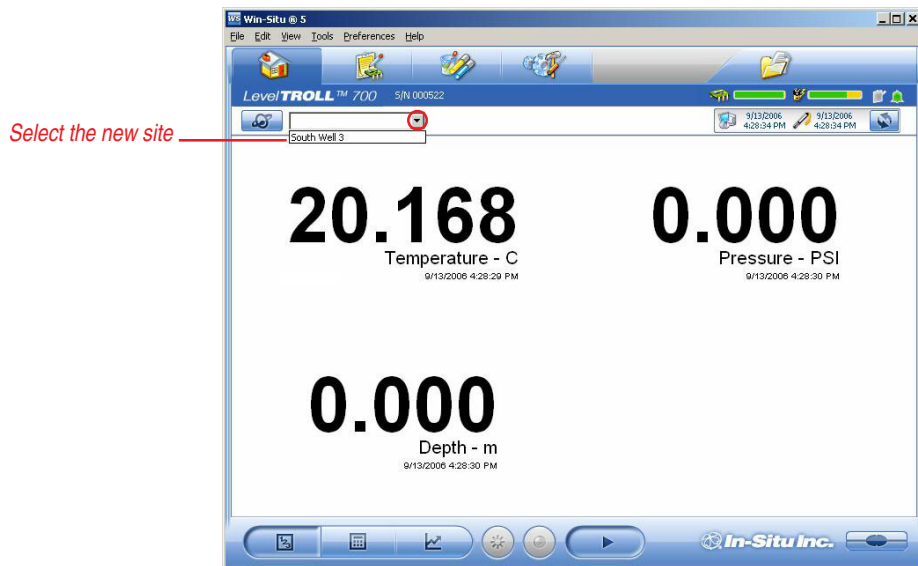 Win-Situ ® 5
File Edit View Tools Preferences Help
LevelTROLL™ 700 S/N 000522
9/13/2006
4:28:34 PM
9/13/2006
4:28:34 PM
Select the new site
South Well 3
20.168
Temperature - C
9/13/2006 4:28:29 PM
0.000
Pressure - PSI
9/13/2006 4:28:30 PM
0.000
Depth - m
9/13/2006 4:28:30 PM
In-Situ Inc.